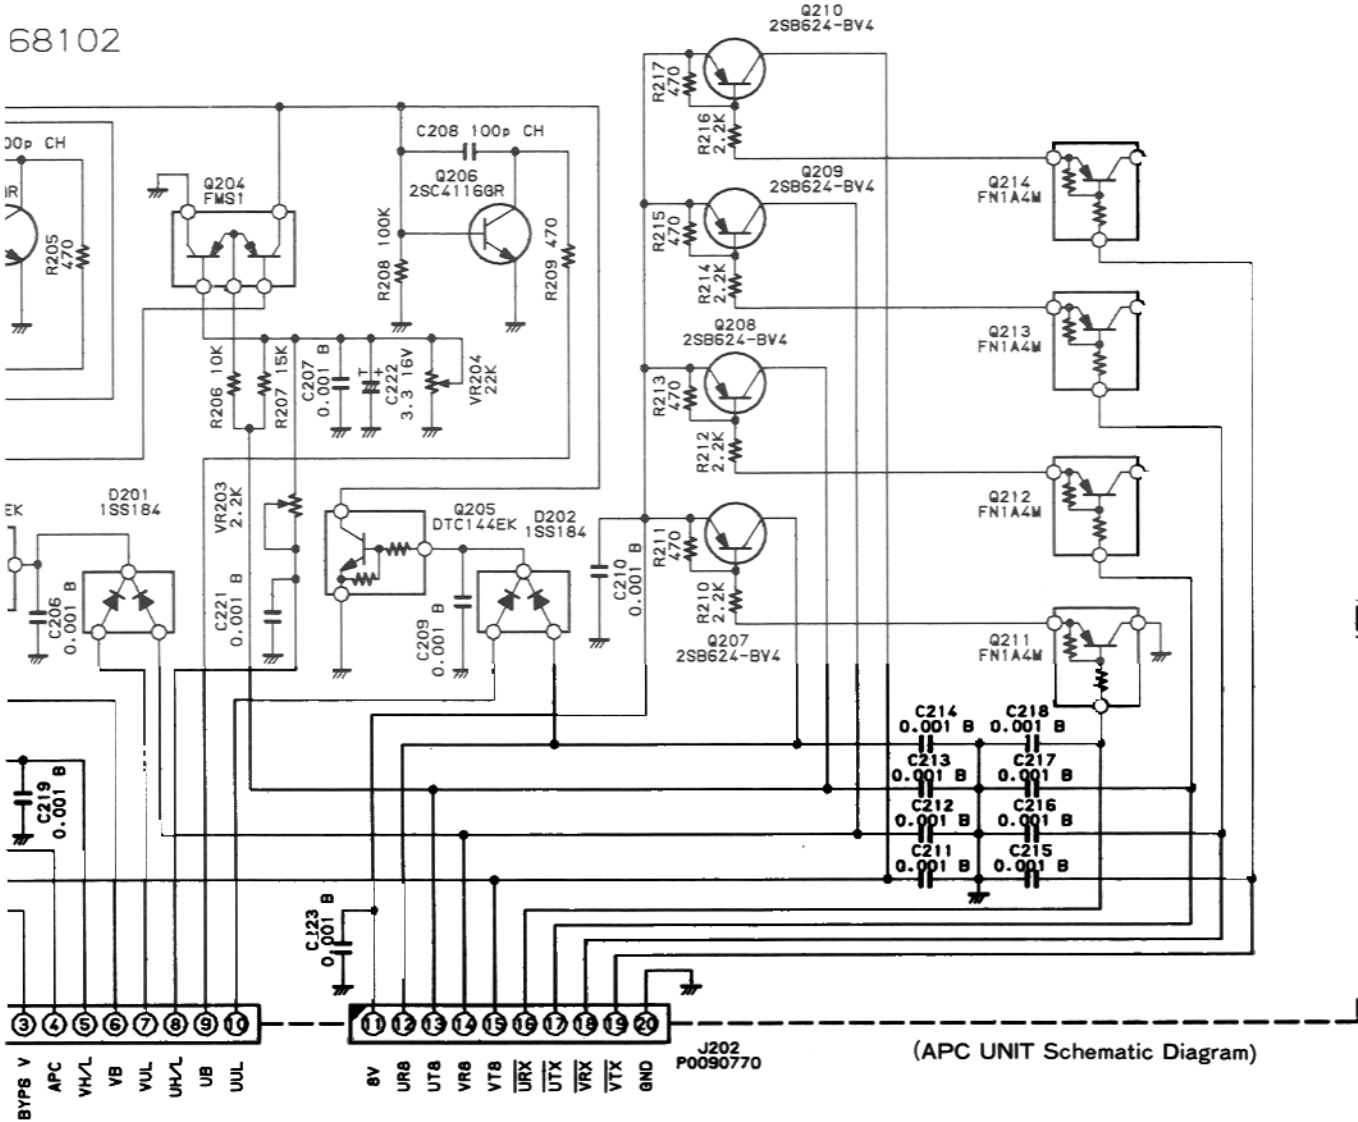 68102
Q210
2SB624-BV4
R217
470
R216
2.2K
00p CH
C208 100p CH
Q204
FMS1
Q206
2SC4116GR
Q209
2SB624-BV4
Q214
FN1A4M
R205
470
R208 100K
R209 470
R215
470
R214
2.2K
Q208
2SB624-BV4
Q213
FN1A4M
R206 10K
R207 15K
C207
0.001 B
C222
3.3 16V
VR204
22K
R213
470
R212
2.2K
EK
D201
1SS184
VR203
2.2K
Q205
DTC144EK
D202
1SS184
Q212
FN1A4M
R211
470
C210
0.001 B
R210
2.2K
C206
0.001 B
C221
0.001 B
C209
0.001 B
Q207
2SB624-BV4
Q211
FN1A4M
C214
0.001 B
C218
0.001 B
C213
0.001 B
C217
0.001 B
C219
0.001 B
C212
0.001 B
C216
0.001 B
C211
0.001 B
C215
0.001 B
C223
0.001 B
3 4 5 6 7 8 9 10
11 12 13 14 15 16 17 18 19 20
BYPS V
APC
VH/L
VB
VUL
UH/L
UB
UUL
8V
UR8
UT8
VR8
VT8
URX
UTX
VRX
VTX
GND
J202
P0090770
(APC UNIT Schematic Diagram)